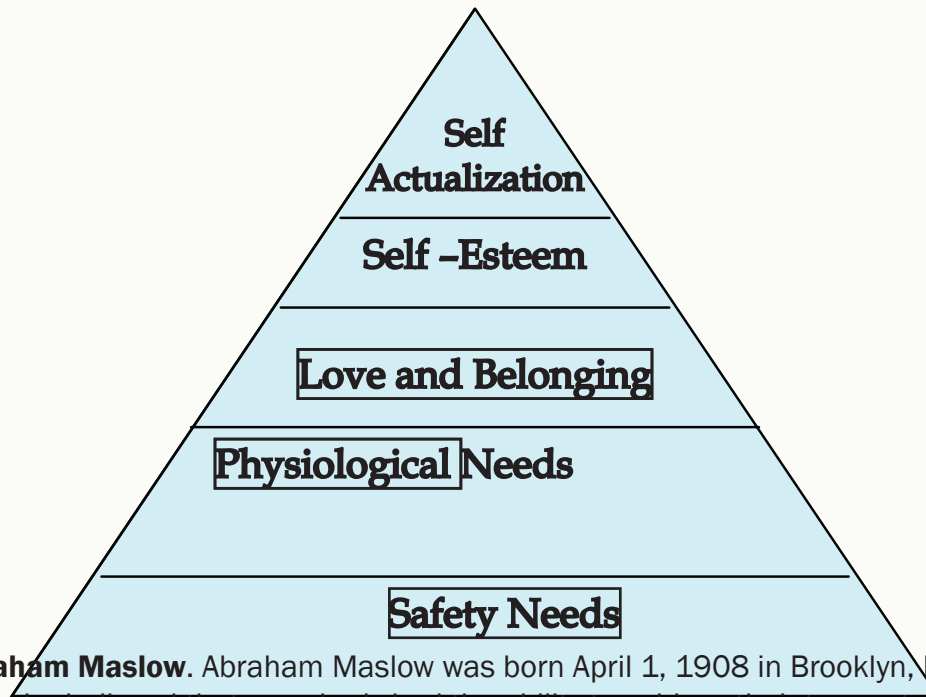 Self
Actualization
Self –Esteem
Love and Belonging
Physiological Needs
Safety Needs
aham Maslow. Abraham Maslow was born April 1, 1908 in Brooklyn,